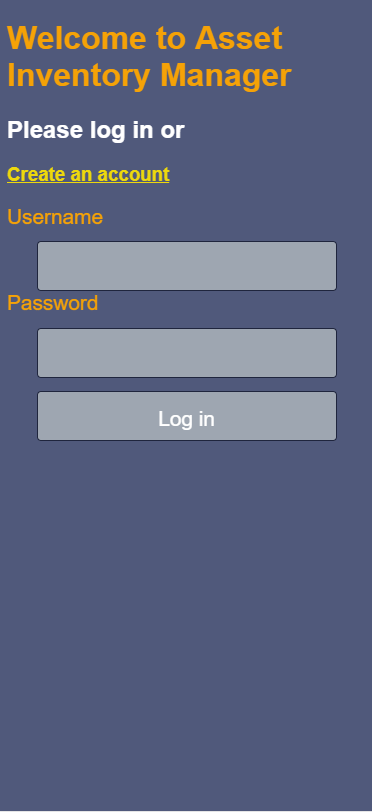 Welcome to Asset
Inventory Manager
Please log in or
Create an account
Username
Password
Log in